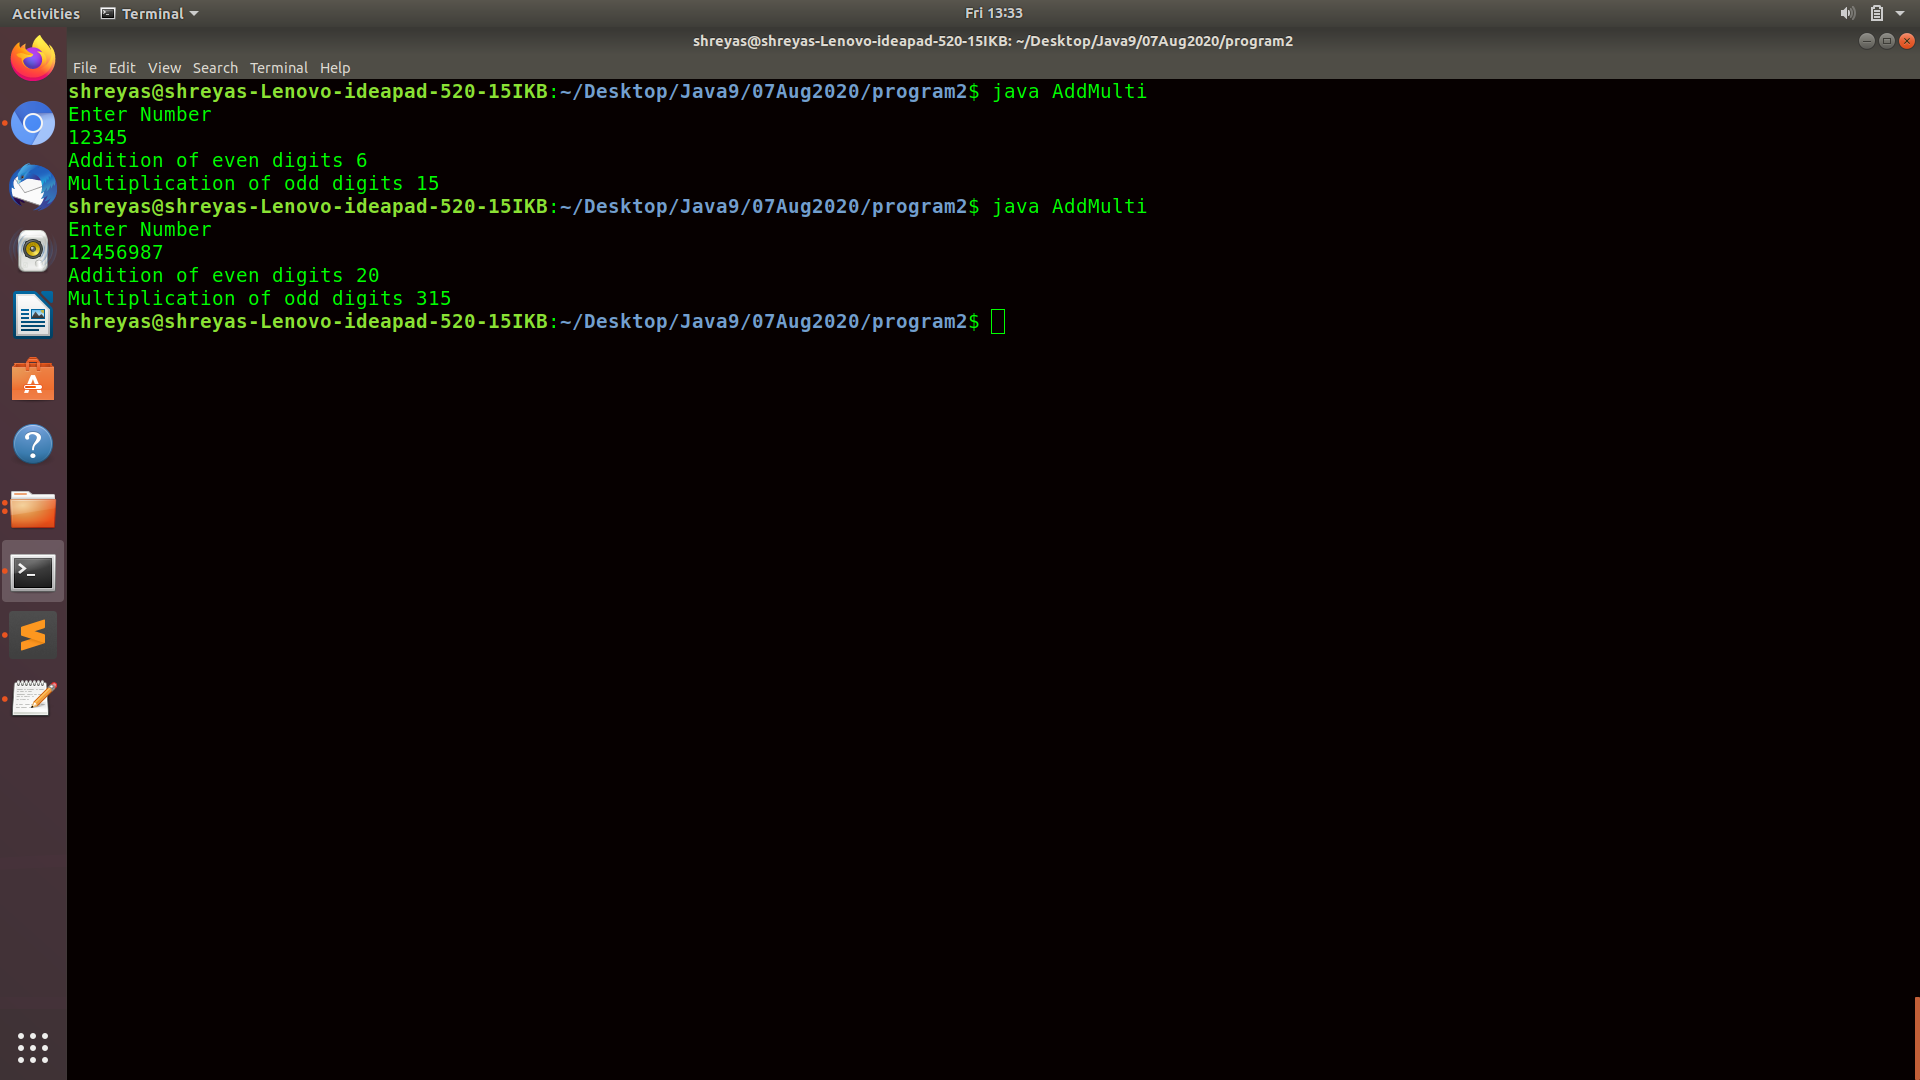 Activities Terminal Fri 13:33
shreyas@shreyas-Lenovo-ideapad-520-15IKB: ~/Desktop/Java9/07Aug2020/program2
File Edit View Search Terminal Help
shreyas@shreyas-Lenovo-ideapad-520-15IKB:~/Desktop/Java9/07Aug2020/program2$ java AddMulti
Enter Number
12345
Addition of even digits 6
Multiplication of odd digits 15
shreyas@shreyas-Lenovo-ideapad-520-15IKB:~/Desktop/Java9/07Aug2020/program2$ java AddMulti
Enter Number
12456987
Addition of even digits 20
Multiplication of odd digits 315
shreyas@shreyas-Lenovo-ideapad-520-15IKB:~/Desktop/Java9/07Aug2020/program2$